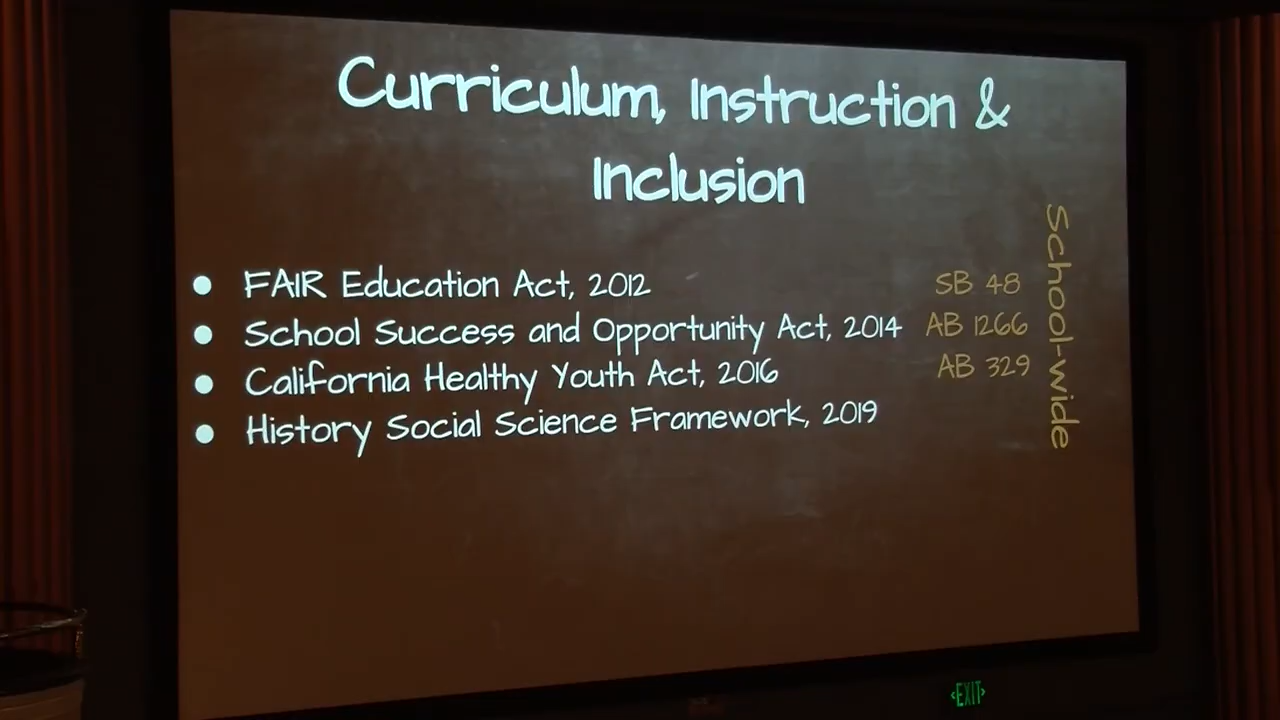 Curriculum, Instruction &
Inclusion
● FAIR Education Act, 2012 SB 48
● School Success and Opportunity Act, 2014 AB 1266
● California Healthy Youth Act, 2016 AB 329
● History Social Science Framework, 2019
School-wide
<EXIT>